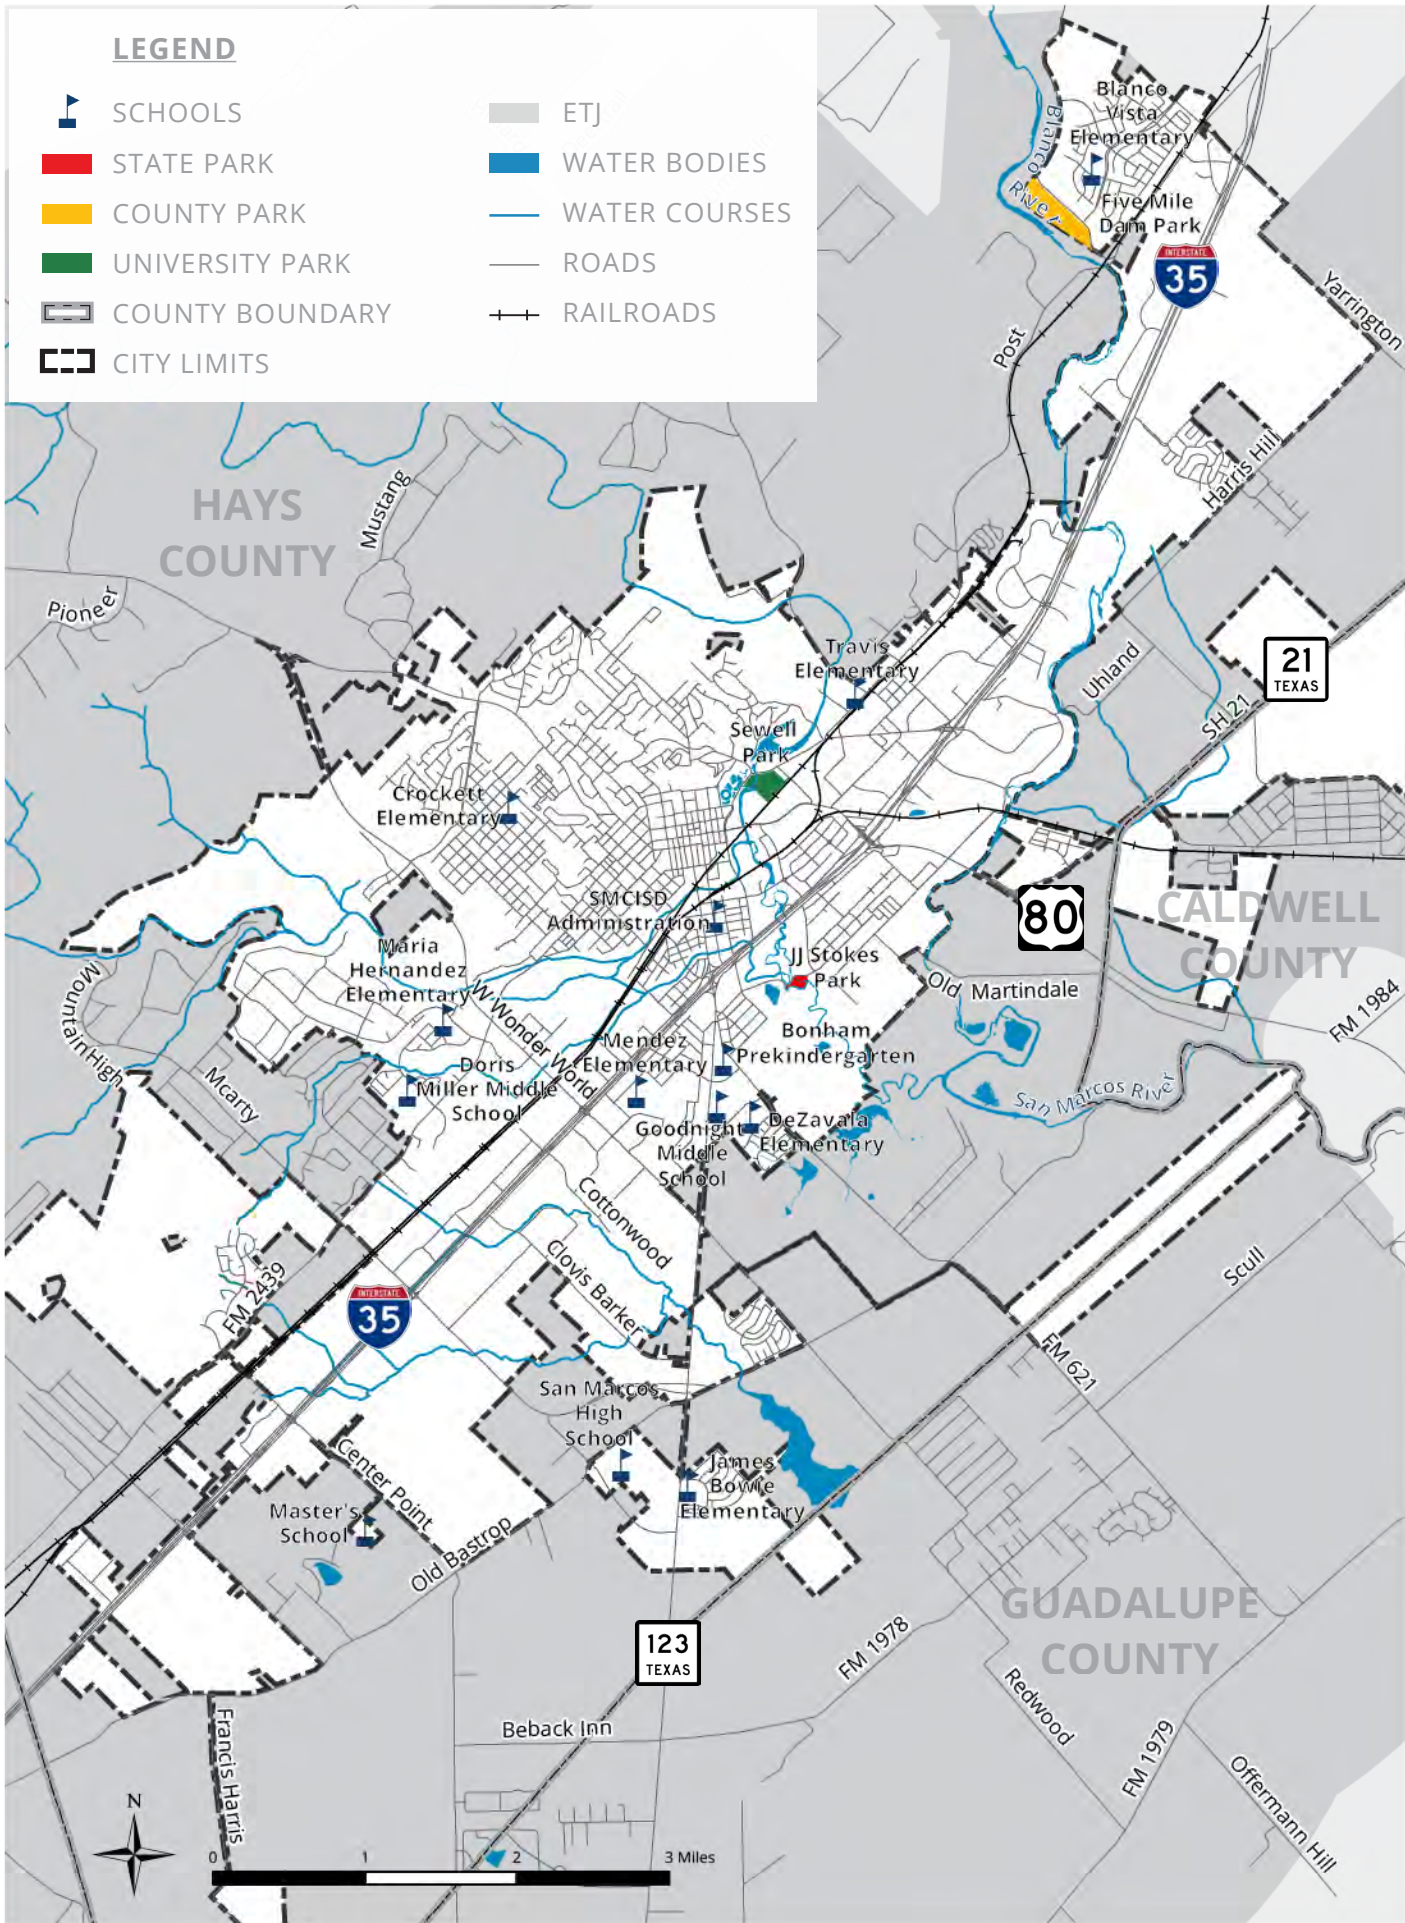 LEGEND
SCHOOLS
STATE PARK
COUNTY PARK
UNIVERSITY PARK
COUNTY BOUNDARY
CITY LIMITS
ETJ
WATER BODIES
WATER COURSES
ROADS
RAILROADS
Blanco
Vista
Elementary
Blanco
River
Five Mile
Dam Park
INTERSTATE
35
Yarrington
Post
Harris Hill
HAYS
COUNTY
Mustang
Pioneer
Travis
Elementary
Uhland
21
TEXAS
SH 21
Sewell
Park
Crockett
Elementary
SMCISD
Administration
80
CALDWELL
COUNTY
Maria
Hernandez
Elementary
W Wonder World
JJ Stokes
Park
Old Martindale
FM 1984
Mountain High
Mcarty
Doris
Miller Middle
School
Mendez
Elementary
Bonham
Prekindergarten
San Marcos River
Goodnight
Middle
School
DeZavala
Elementary
Cottonwood
Clovis Barker
Scull
FM 2439
INTERSTATE
35
FM 621
San Marcos
High
School
James
Bowie
Elementary
Center Point
Master's
School
Old Bastrop
GUADALUPE
COUNTY
123
TEXAS
FM 1978
Redwood
Beback Inn
FM 1979
Offermann Hill
Francis Harris
N
0 1 2 3 Miles